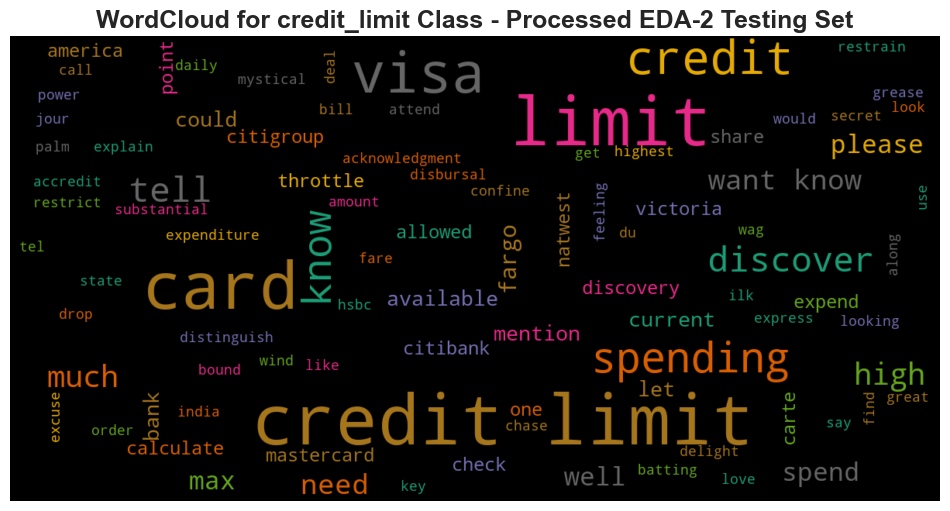 WordCloud for credit_limit Class - Processed EDA-2 Testing Set
america
point
daily
deal
visa
credit
restrain
call
mystical
power
bill
attend
limit
grease
look
jour
could
citigroup
would
secret
share
please
palm
explain
get
highest
acknowledgment
disbursal
accredit
tell
throttle
confine
want know
use
restrict
substantial
amount
natwest
feeling
victoria
know
tel
expenditure
allowed
fargo
du
wag
along
fare
discover
state
card
hsbc
available
discovery
ilk
expend
drop
current
express
looking
distinguish
citibank
mention
wind
like
bound
spending
much
high
let
excuse
bank
india
credit limit
one
chase
carte
find
great
order
say
calculate
mastercard
check
delight
max
need
key
well
batting
love
spend